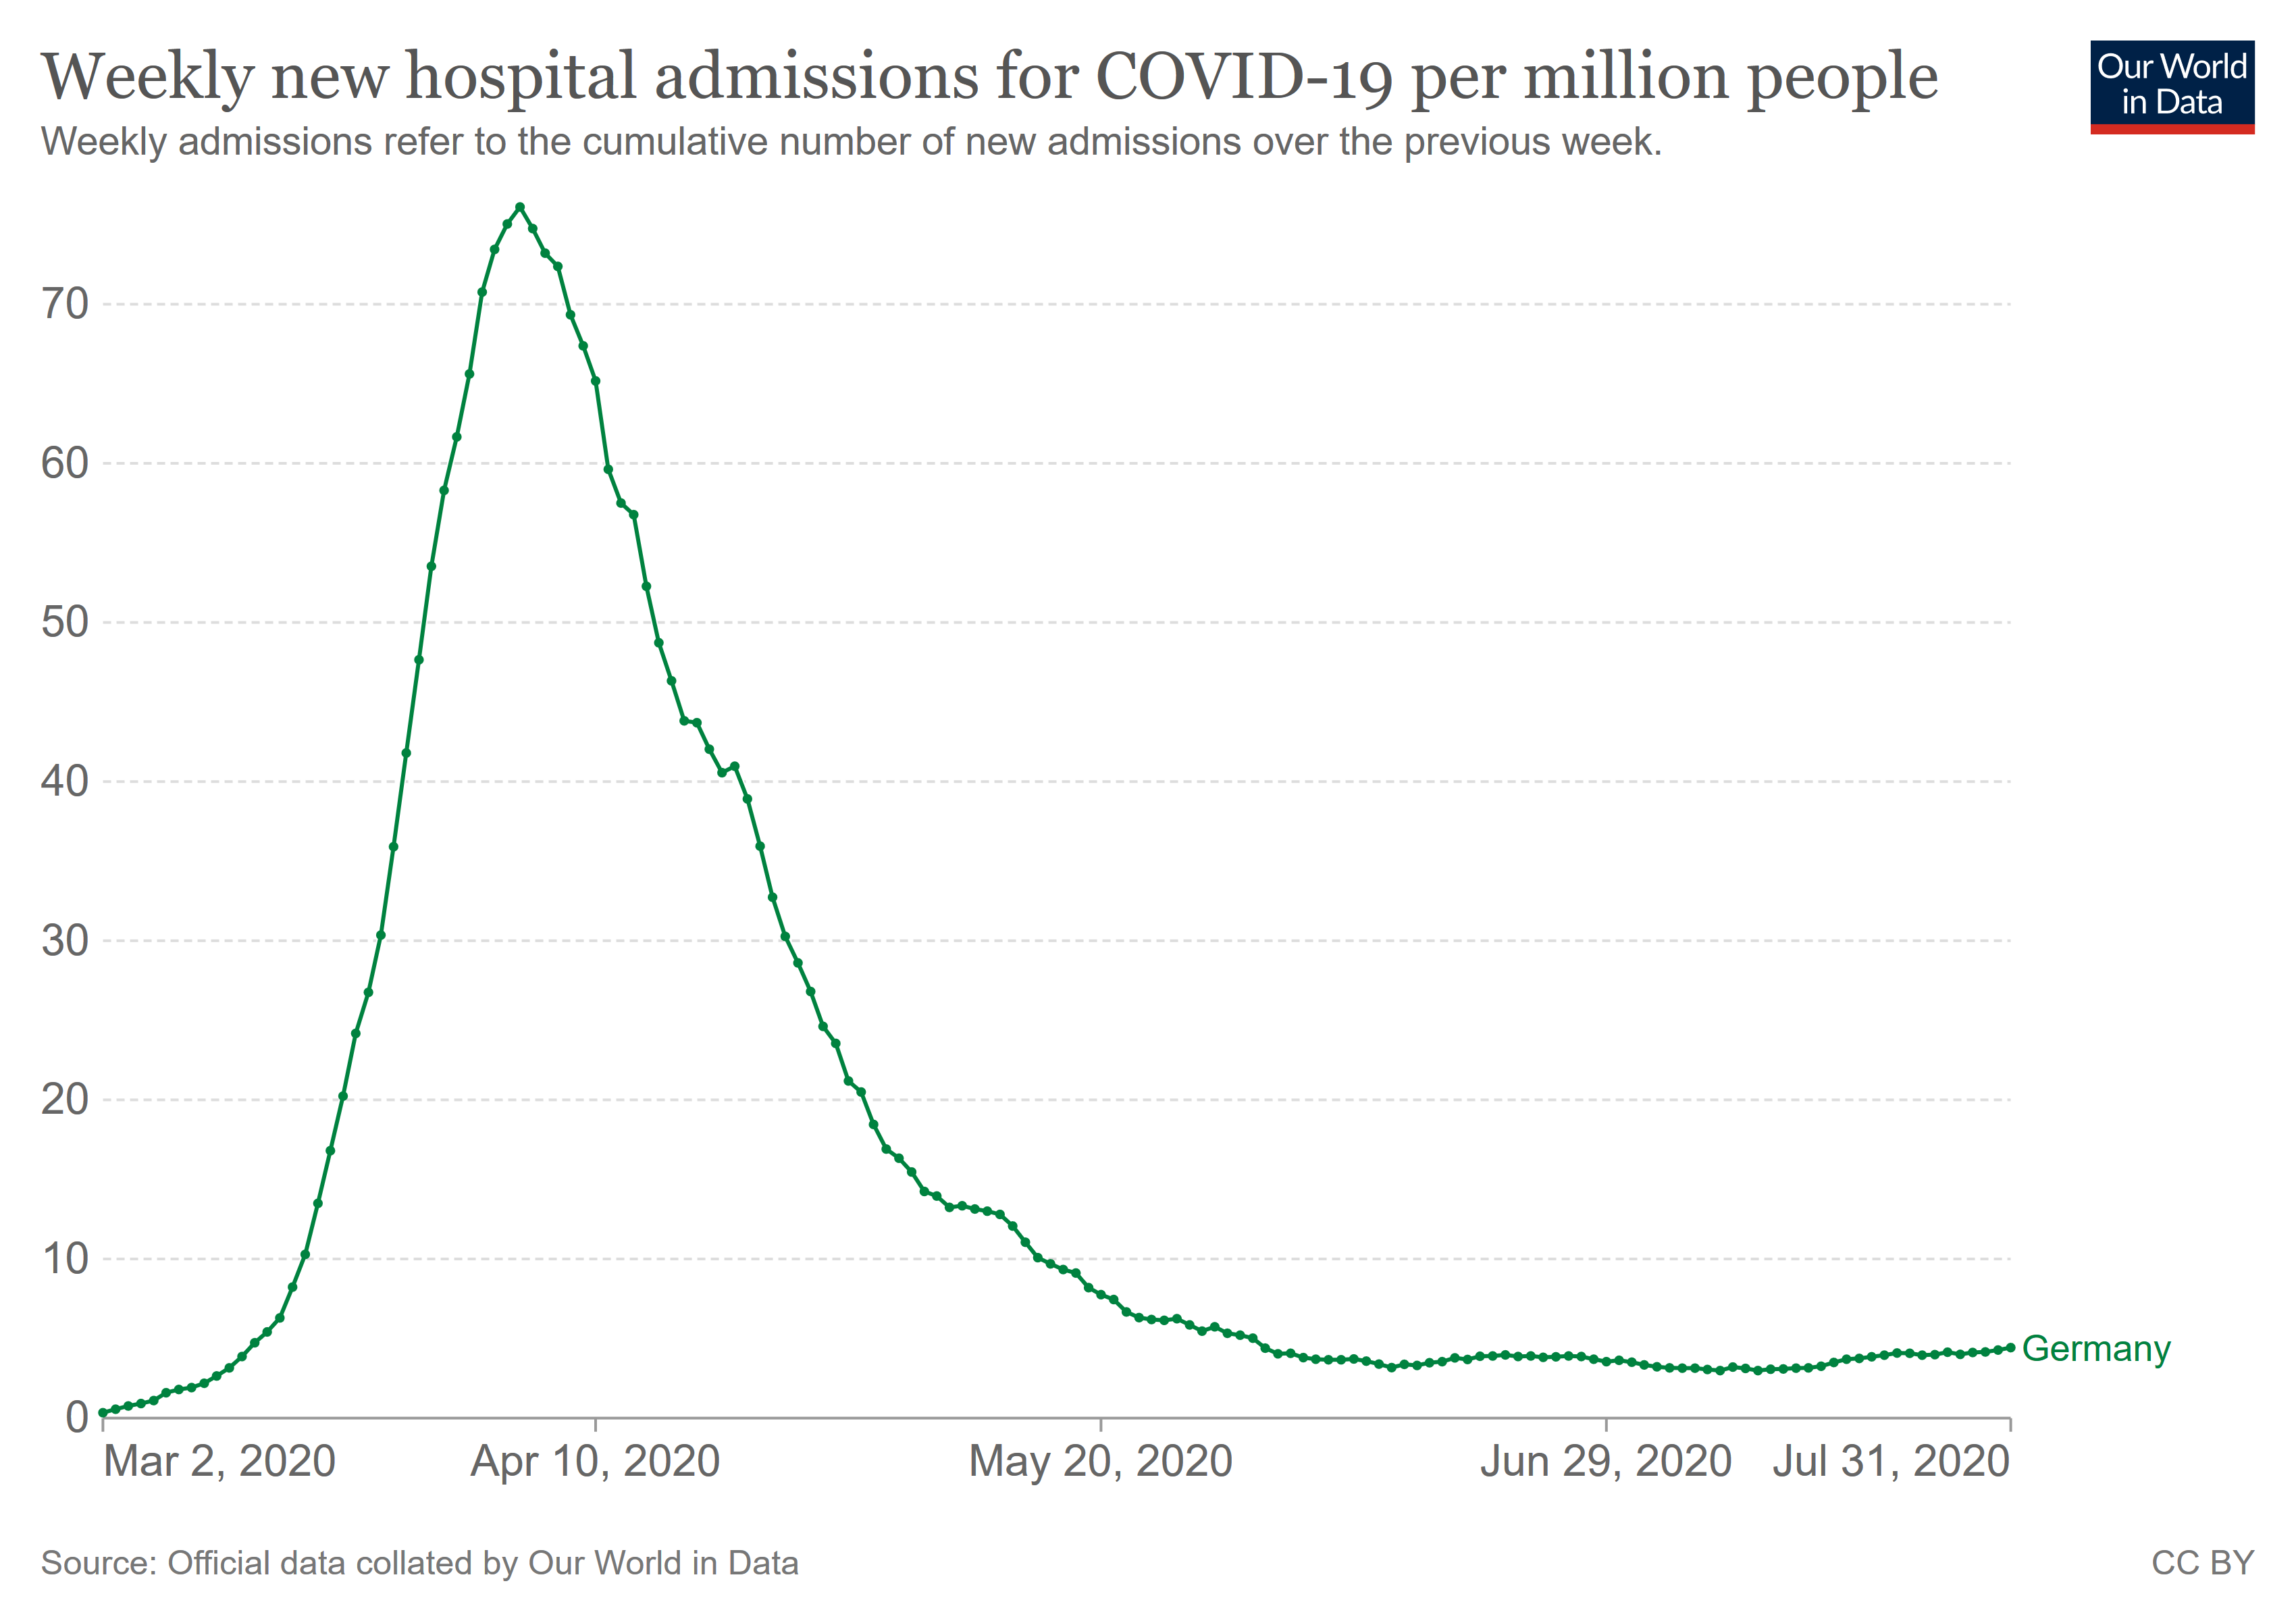 Weekly new hospital admissions for COVID-19 per million people
Our World
in Data
Weekly admissions refer to the cumulative number of new admissions over the previous week.
70
60
50
40
30
20
10
0
Germany
Mar 2, 2020
Apr 10, 2020
May 20, 2020
Jun 29, 2020
Jul 31, 2020
Source: Official data collated by Our World in Data
CC BY